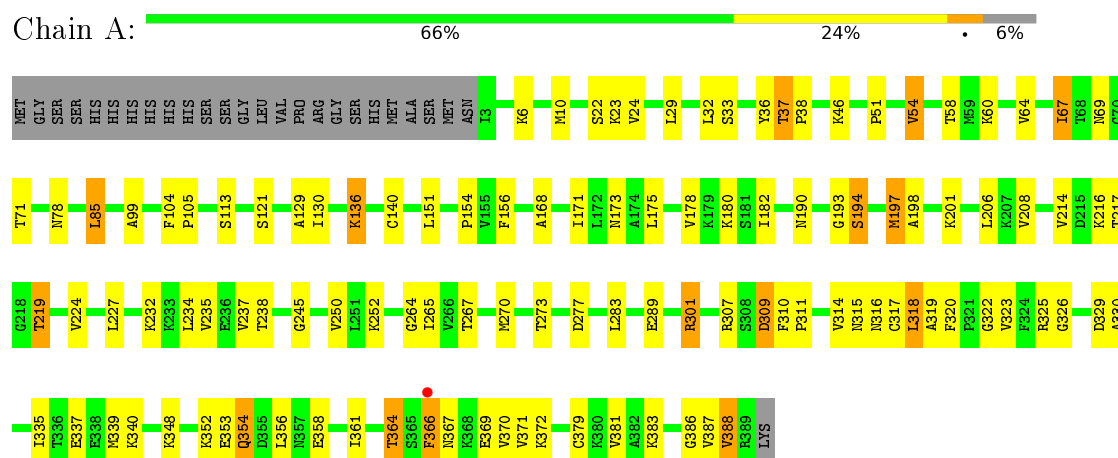 Chain A: 66% 24% • 6%
MET GLY SER SER HIS HIS HIS HIS HIS HIS SER SER GLY LEU VAL PRO ARG GLY SER HIS MET ALA SER MET ASN I3 K6 M10 S22 K23 V24 L29 L32 S33 Y36 T37 P38 K46 P51 V54 T58 M59 K60 V64 I67 T68 N69
T71 N78 L85 A99 F104 P105 S113 S121 A129 I130 K136 C140 L151 P154 V155 F156 A168 I171 L172 N173 A174 L175 V178 K179 K180 S181 I182 N190 G193 S194 M197 A198 K201 L206 K207 V208 V214 D215 K216 T217
G218 T219 V224 L227 K232 K233 L234 V235 E236 V237 T238 G245 V250 L251 K252 G264 I265 V266 T267 M270 T273 D277 L283 E289 R301 R307 S308 D309 F310 P311 V314 N315 N316 C317 L318 A319 F320 P321 G322 V323 F324 R325 G326 D329
I335 T336 E337 E338 M339 K340 K348 K352 E353 Q354 D355 L356 N357 E358 I361 T364 S365 F366 N367 K368 E369 V370 V371 K372 C379 K380 V381 A382 K383 G386 V387 V388 R389 LYS